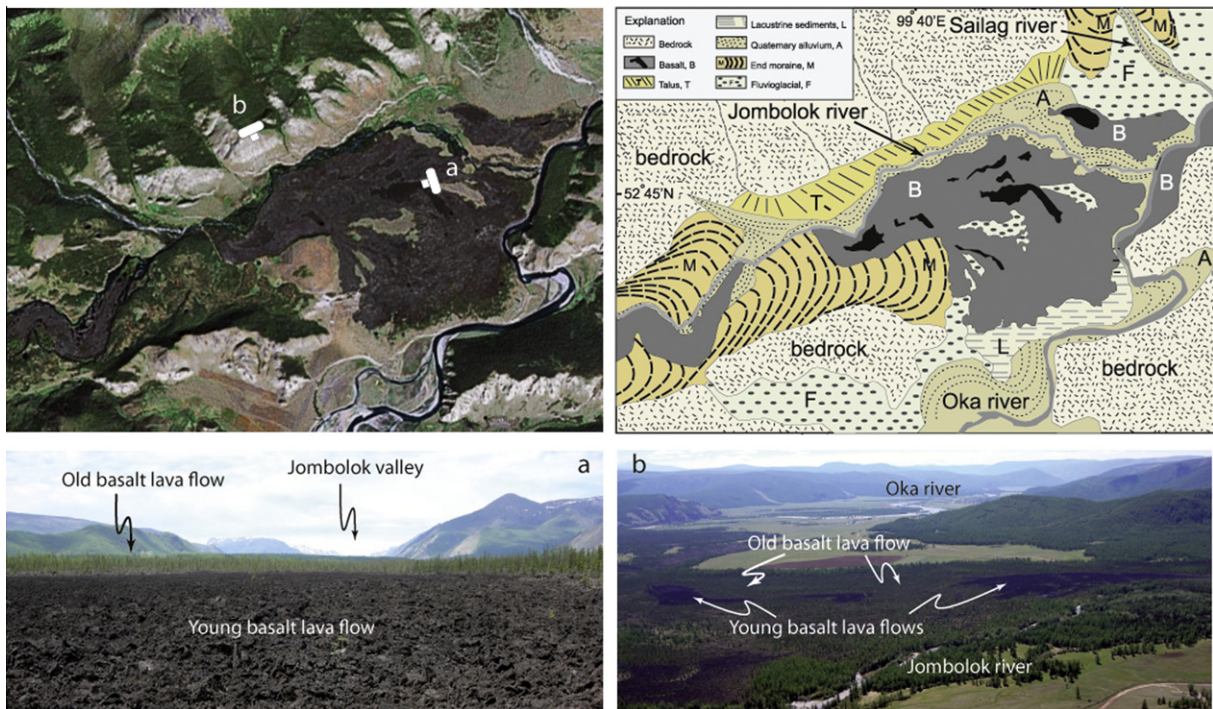 b
a
Explanation
Bedrock
Basalt, B
Talus, T
Lacustrine sediments, L
Quaternary alluvium, A
M End moraine, M
F Fluvioglacial, F
T
99 40'E
Sailag river
M
M
F
A
Jombolok river
B
bedrock
52°45'N
B
B
T
A
M
M
bedrock
L
bedrock
F
Oka river
Old basalt lava flow
Jombolok valley
a
Young basalt lava flow
b
Oka river
Old basalt lava flow
Young basalt lava flows
Jombolok river